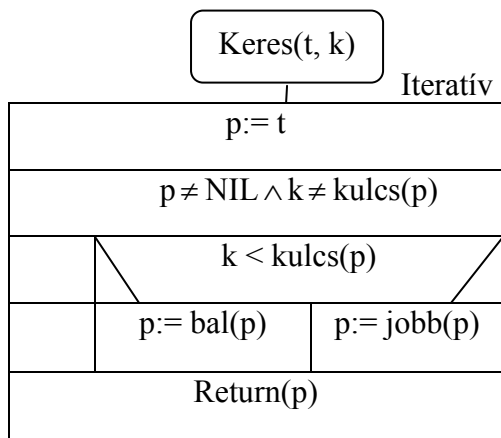 Keres(t, k)
Iteratív
p:= t
p ≠ NIL ∧ k ≠ kulcs(p)
k < kulcs(p)
p:= bal(p) p:= jobb(p)
Return(p)